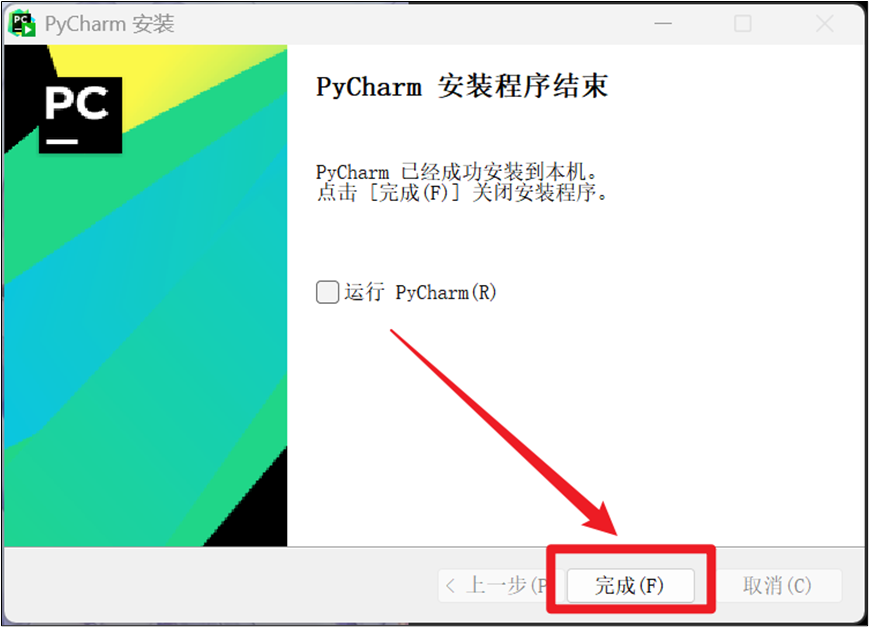 PyCharm 安装
PC
PyCharm 安装程序结束
PyCharm 已经成功安装到本机。
点击 [完成(F)] 关闭安装程序。
运行 PyCharm(R)
< 上一步(P
完成(F)
取消(C)